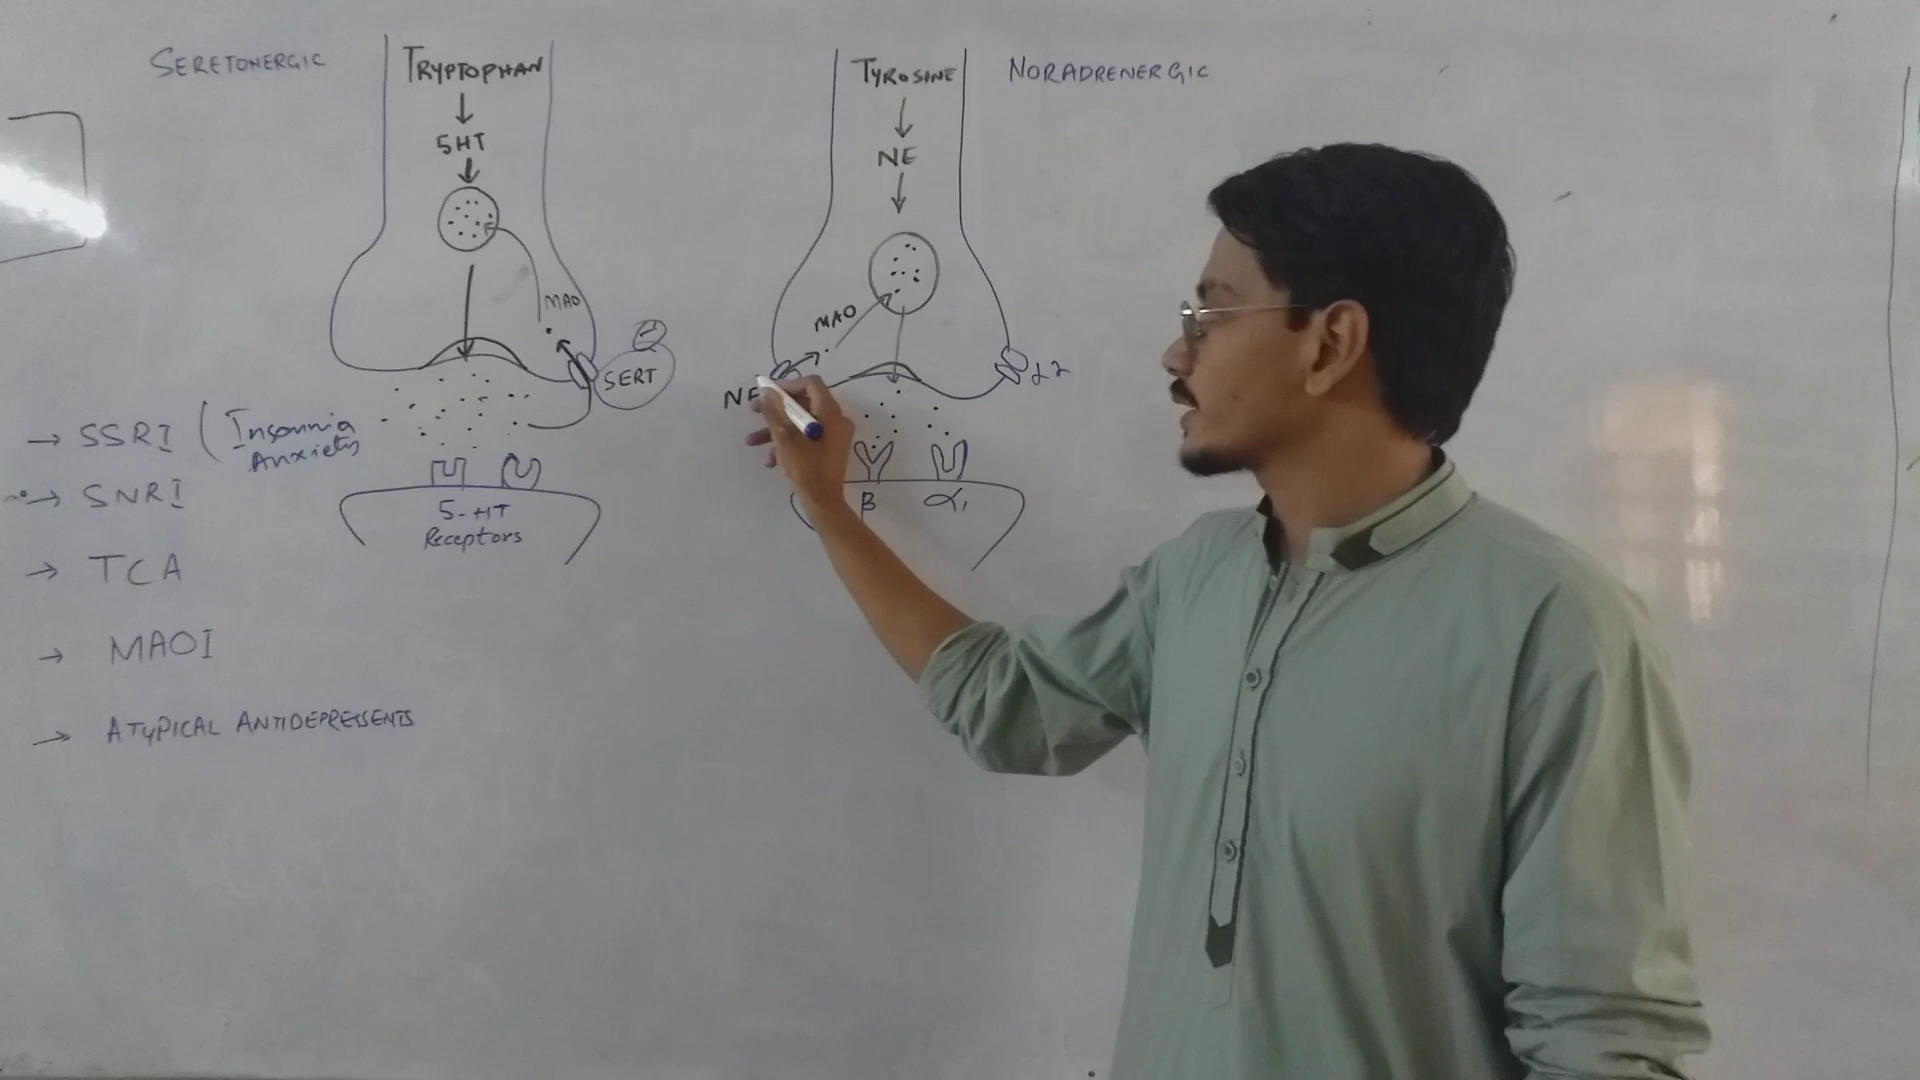 SERETONERGIC
TRYPTOPHAN
5HT
MAO
SERT
5-HT
Receptors
TYROSINE
NORADRENERGIC
NE
MAO
NE
α2
β
α1
→ SSRI (Insomnia
Anxiety
→ SNRI
→ TCA
→ MAOI
→ ATYPICAL ANTIDEPRESSENTS